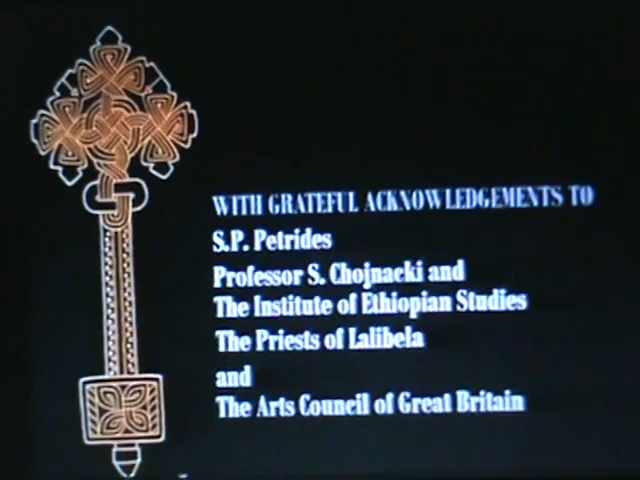 WITH GRATEFUL ACKNOWLEDGEMENTS TO
S.P. Petrides
Professor S. Chojnacki and
The Institute of Ethiopian Studies
The Priests of Lalibela
and
The Arts Council of Great Britain